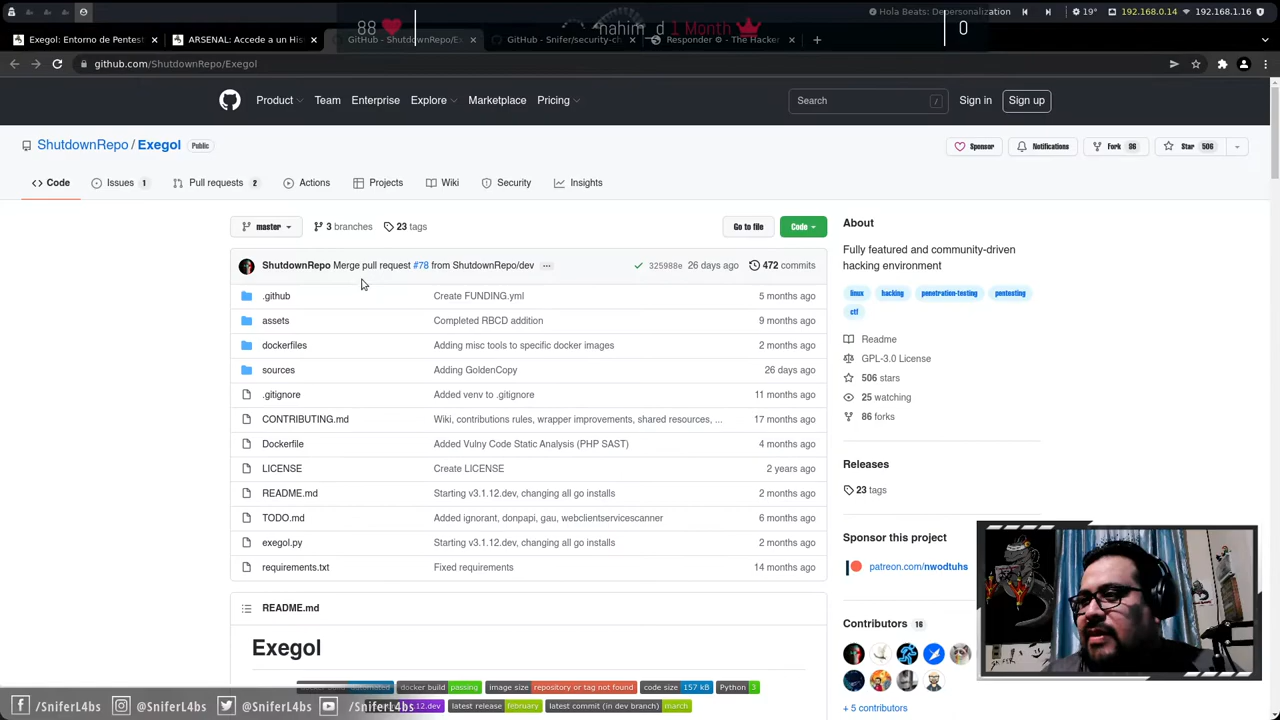 Hola Beats: Depersonalization
19°
192.168.0.14
192.168.1.16
88
nahim_d 1 Month
0
Exegol: Entorno de Pentest
ARSENAL: Accede a un His
GitHub - ShutdownRepo/Ex
GitHub - Snifer/security-ch
Responder ⚙ - The Hacker
github.com/ShutdownRepo/Exegol
Product
Team
Enterprise
Explore
Marketplace
Pricing
Search
/
Sign in
Sign up
ShutdownRepo / Exegol
Public
Sponsor
Notifications
Fork 86
Star 506
Code
Issues 1
Pull requests 2
Actions
Projects
Wiki
Security
Insights
master
3 branches
23 tags
Go to file
Code
About
Fully featured and community-driven
hacking environment
ShutdownRepo Merge pull request #78 from ShutdownRepo/dev
325988e 26 days ago
472 commits
.github Create FUNDING.yml 5 months ago
assets Completed RBCD addition 9 months ago
dockerfiles Adding misc tools to specific docker images 2 months ago
sources Adding GoldenCopy 26 days ago
.gitignore Added venv to .gitignore 11 months ago
CONTRIBUTING.md Wiki, contributions rules, wrapper improvements, shared resources, ... 17 months ago
Dockerfile Added Vulny Code Static Analysis (PHP SAST) 4 months ago
LICENSE Create LICENSE 2 years ago
README.md Starting v3.1.12.dev, changing all go installs 2 months ago
TODO.md Added ignorant, donpapi, gau, webclientservicescanner 6 months ago
exegol.py Starting v3.1.12.dev, changing all go installs 2 months ago
requirements.txt Fixed requirements 14 months ago
linux hacking penetration-testing pentesting
ctf
Readme
GPL-3.0 License
506 stars
25 watching
86 forks
Releases
23 tags
Sponsor this project
patreon.com/nwodtuhs
Contributors 16
+ 5 contributors
README.md
Exegol
docker build passing
image size repository or tag not found
code size 157 kB
Python 3
.12.dev
latest release february
latest commit (in dev branch) march
/SniferL4bs
@SniferL4bs
@SniferL4bs
/SniferL4bs